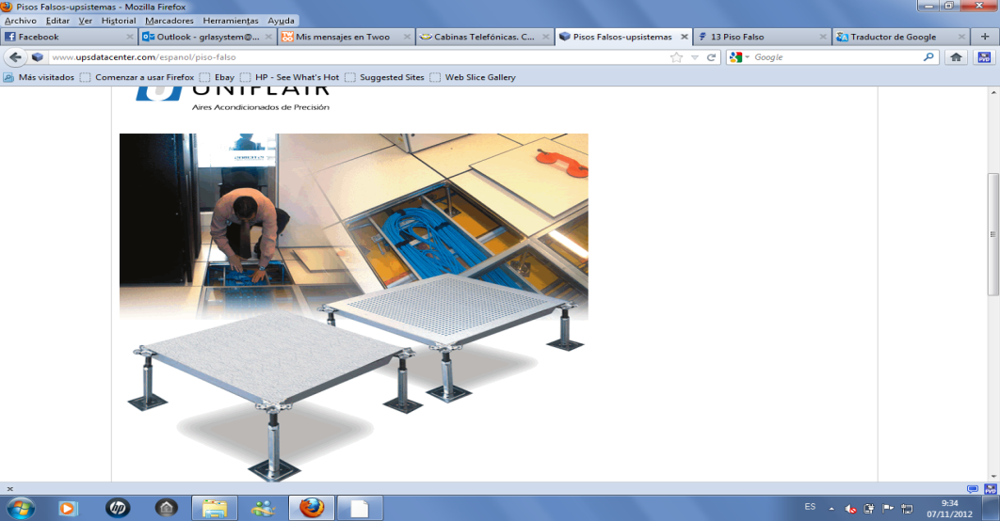 Pisos Falsos-upsistemas - Mozilla Firefox
Archivo Editar Ver Historial Marcadores Herramientas Ayuda
Facebook
Outlook - grlasystem@...
Mis mensajes en Twoo
Cabinas Telefónicas. C...
Pisos Falsos-upsistemas
13 Piso Falso
Traductor de Google
www.upsdatacenter.com/espanol/piso-falso
Google
Más visitados Comenzar a usar Firefox Ebay HP - See What's Hot Suggested Sites Web Slice Gallery
UNIFLAIR
Aires Acondicionados de Precisión
ES
9:34
07/11/2012